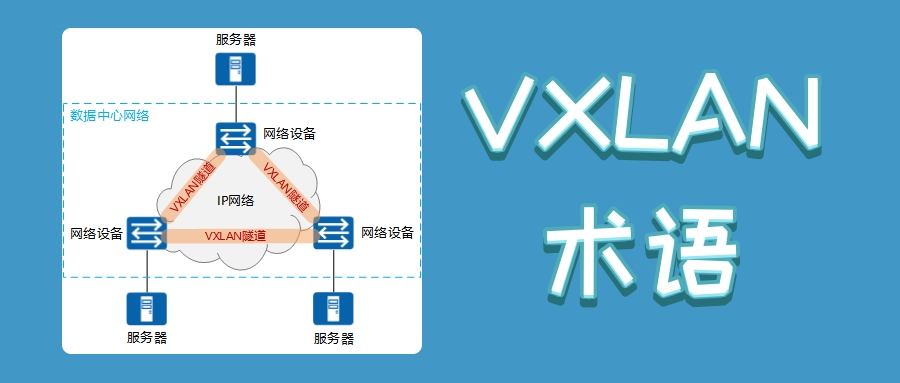 服务器
数据中心网络
网络设备
VXLAN隧道
VXLAN隧道
IP网络
网络设备
VXLAN隧道
网络设备
服务器
服务器
VXLAN
术语